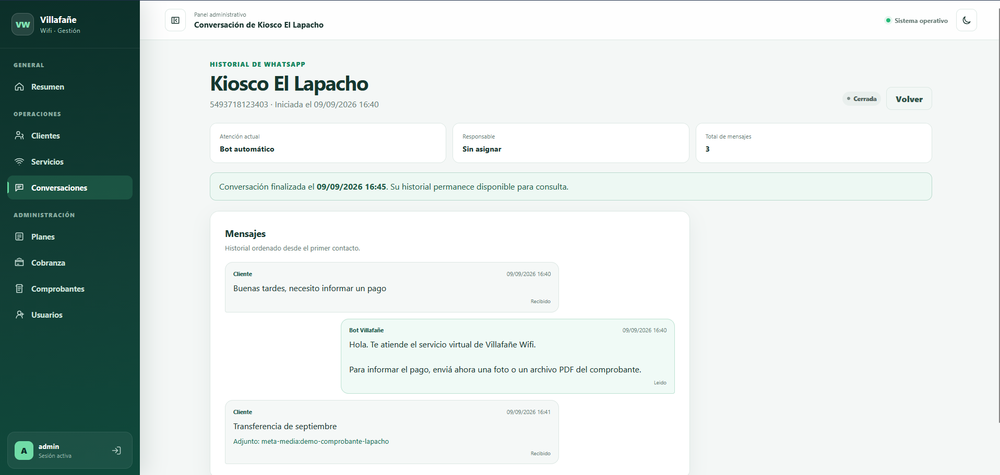 VW
Villafañe
Wifi · Gestión
GENERAL
Resumen
OPERACIONES
Clientes
Servicios
Conversaciones
ADMINISTRACIÓN
Planes
Cobranza
Comprobantes
Usuarios
A
admin
Sesión activa
Panel administrativo
Conversación de Kiosco El Lapacho
Sistema operativo
HISTORIAL DE WHATSAPP
Kiosco El Lapacho
5493718123403 · Iniciada el 09/09/2026 16:40
Cerrada
Volver
Atención actual
Bot automático
Responsable
Sin asignar
Total de mensajes
3
Conversación finalizada el 09/09/2026 16:45. Su historial permanece disponible para consulta.
Mensajes
Historial ordenado desde el primer contacto.
Cliente 09/09/2026 16:40
Buenas tardes, necesito informar un pago
Recibido
Bot Villafañe 09/09/2026 16:40
Hola. Te atiende el servicio virtual de Villafañe Wifi.
Para informar el pago, enviá ahora una foto o un archivo PDF del comprobante.
Leido
Cliente 09/09/2026 16:41
Transferencia de septiembre
Adjunto: meta-media:demo-comprobante-lapacho
Recibido